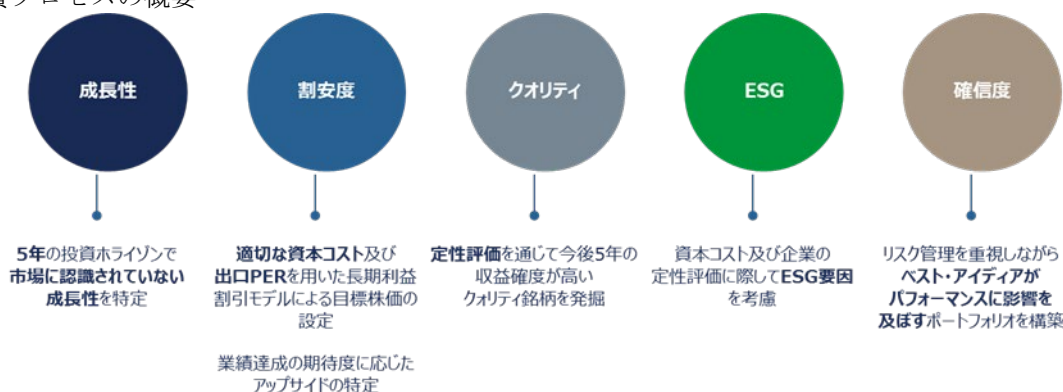 プロセスの概要
成長性
割安度
クオリティ
ESG
確信度
5年の投資ホライゾンで
市場に認識されていない
成長性を特定
適切な資本コスト及び
出口PERを用いた長期利益
割引モデルによる目標株価の
設定
業績達成の期待度に応じた
アップサイドの特定
定性評価を通じて今後5年の
収益確度が高い
クオリティ銘柄を発掘
資本コスト及び企業の
定性評価に際してESG要因
を考慮
リスク管理を重視しながら
ベスト・アイディアが
パフォーマンスに影響を
及ぼすポートフォリオを構築